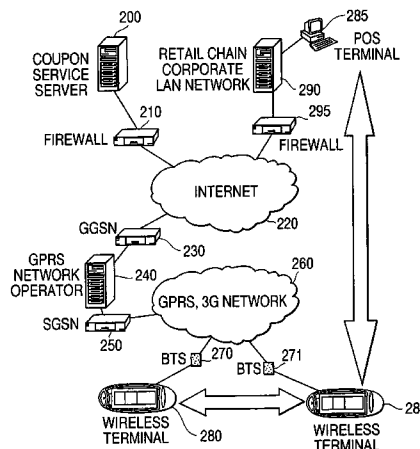 200
COUPON
SERVICE
SERVER
210
FIREWALL
RETAIL CHAIN
CORPORATE
LAN NETWORK
285
POS
TERMINAL
290
295
FIREWALL
INTERNET
220
GGSN
230
GPRS
NETWORK
OPERATOR
240
SGSN
250
260
GPRS, 3G NETWORK
BTS
270
BTS
271
280
WIRELESS
TERMINAL
WIRELESS
TERMINAL